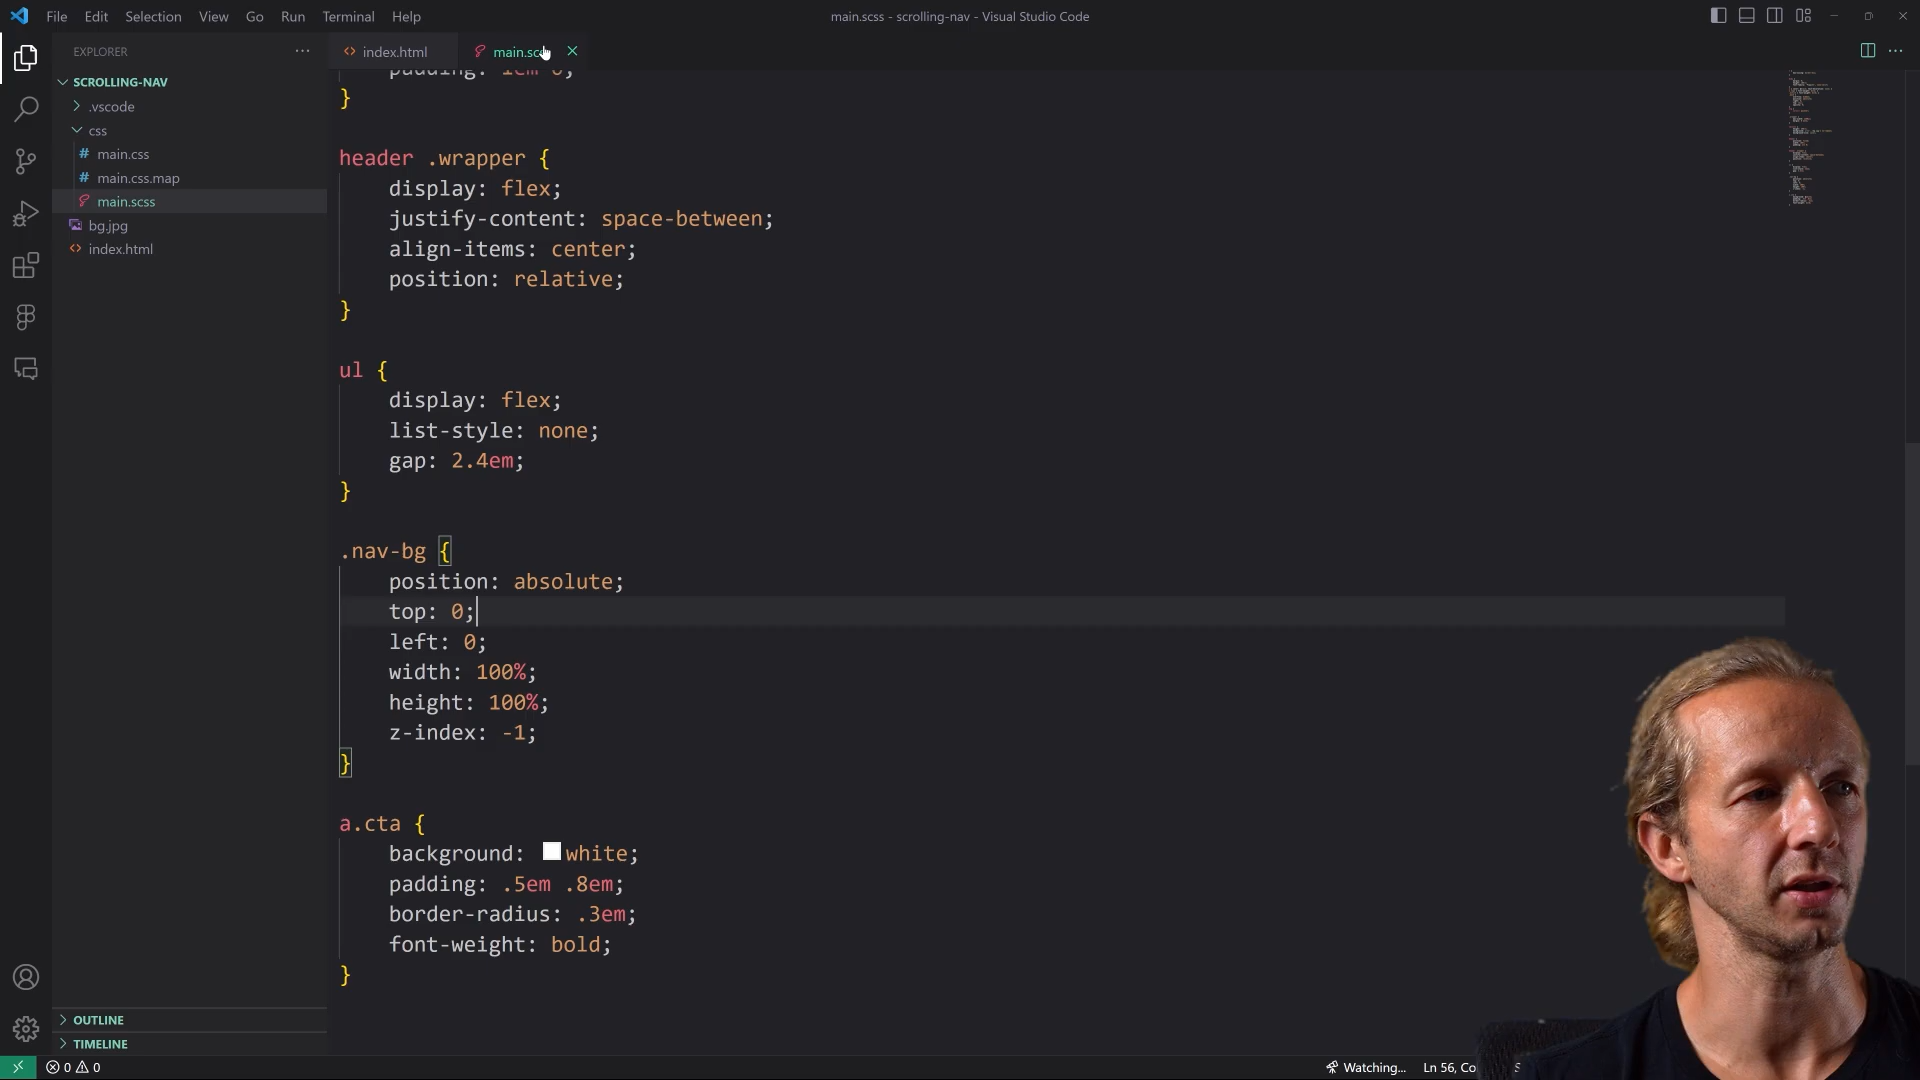 File Edit Selection View Go Run Terminal Help
main.scss - scrolling-nav - Visual Studio Code
EXPLORER
index.html
SCROLLING-NAV
.vscode
css
main.css
main.css.map
main.scss
bg.jpg
index.html
}
header .wrapper {
display: flex;
justify-content: space-between;
align-items: center;
position: relative;
}
ul {
display: flex;
list-style: none;
gap: 2.4em;
}
.nav-bg {
position: absolute;
top: 0;
left: 0;
width: 100%;
height: 100%;
z-index: -1;
}
a.cta {
background: white;
padding: .5em .8em;
border-radius: .3em;
font-weight: bold;
}
OUTLINE
TIMELINE
0 0
Watching... Ln 56,